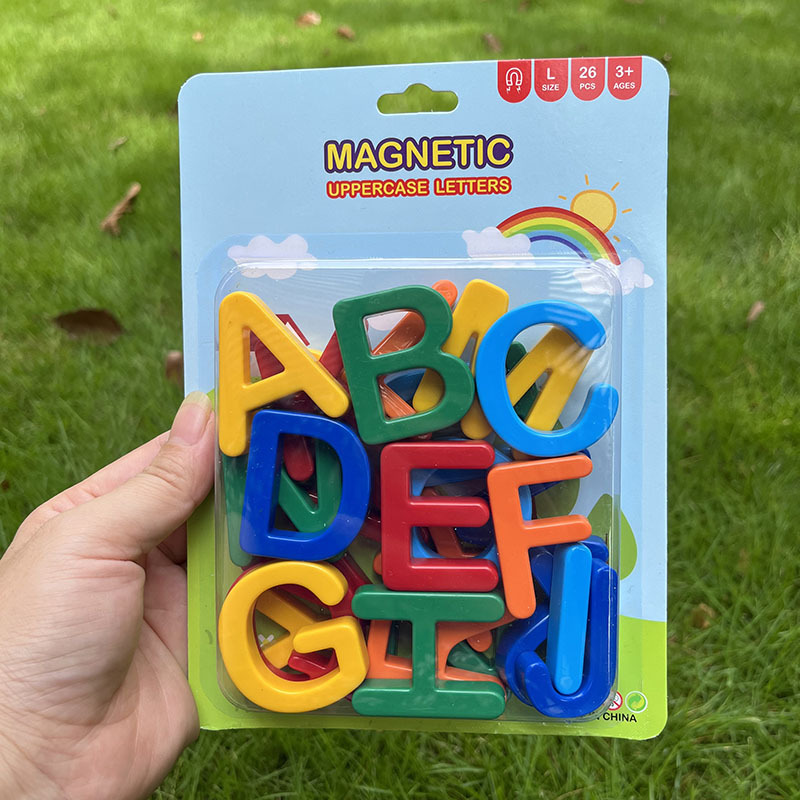 L SIZE
26 PCS
3+ AGES
MAGNETIC
UPPERCASE LETTERS
A B C
D E F
G H I J
CHINA